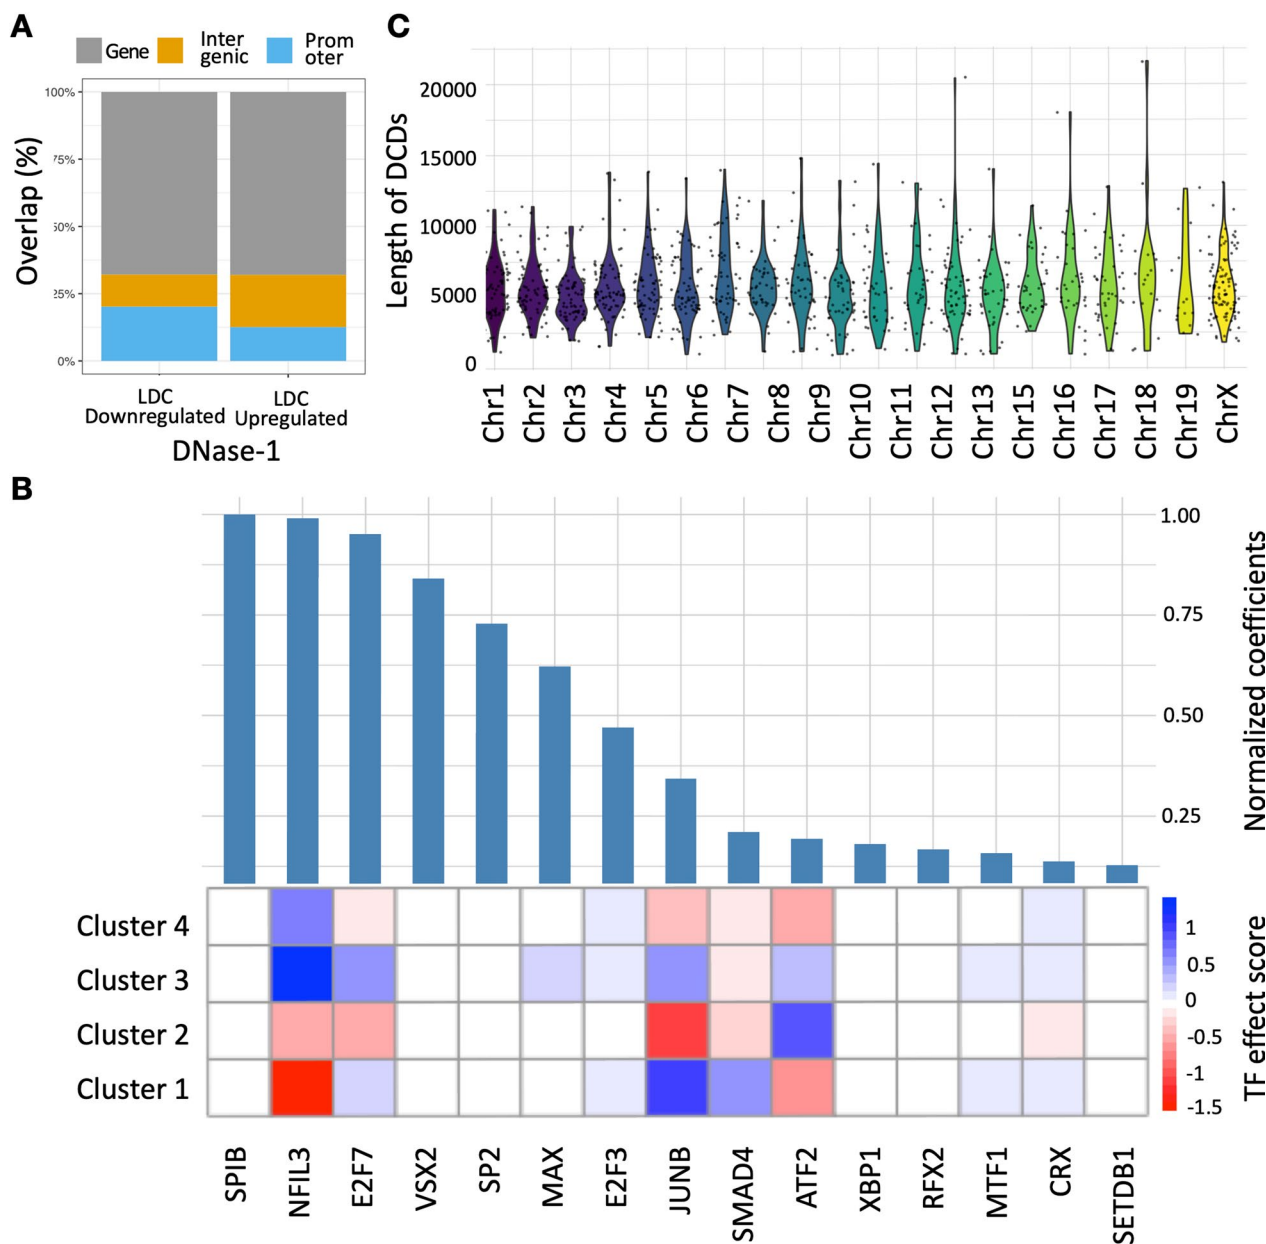 A
Gene
Inter
genic
Prom
oter
Overlap (%)
100%
75%
50%
25%
0%
LDC
Downregulated
LDC
Upregulated
DNase-1
C
Length of DCDs
20000
15000
10000
5000
0
Chr1
Chr2
Chr3
Chr4
Chr5
Chr6
Chr7
Chr8
Chr9
Chr10
Chr11
Chr12
Chr13
Chr15
Chr16
Chr17
Chr18
Chr19
ChrX
B
1.00
0.75
0.50
0.25
Normalized coefficients
Cluster 4
Cluster 3
Cluster 2
Cluster 1
1
0.5
0
-0.5
-1
-1.5
TF effect score
SPIB
NFIL3
E2F7
VSX2
SP2
MAX
E2F3
JUNB
SMAD4
ATF2
XBP1
RFX2
MTF1
CRX
SETDB1